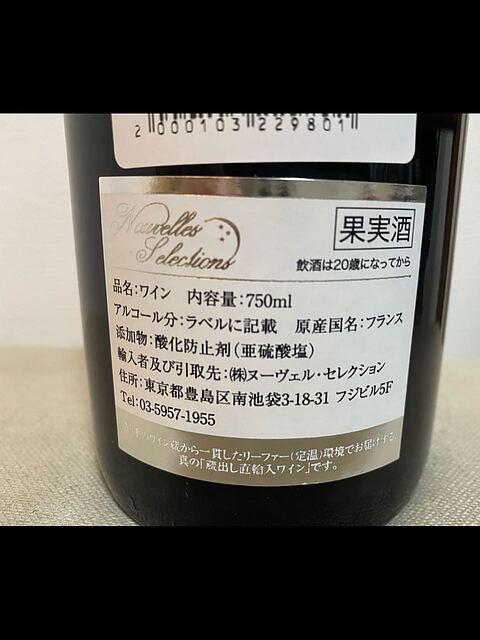 2 000103 229801
Nouvelles
Selections
果実酒
飲酒は20歳になってから
品名:ワイン 内容量:750ml
アルコール分:ラベルに記載 原産国名:フランス
添加物:酸化防止剤(亜硫酸塩)
輸入者及び引取先:㈱ヌーヴェル・セレクション
住所:東京都豊島区南池袋3-18-31 フジビル5F
Tel:03-5957-1955
のワイン蔵から一貫したリーファー(定温)環境でお届けする。
真の「蔵出し直輸入ワイン」です。